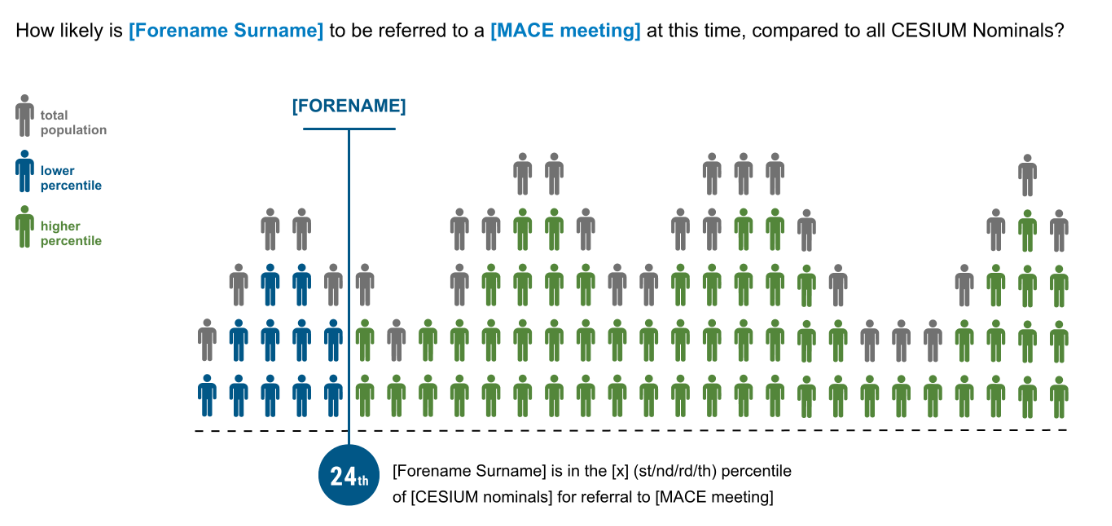 How likely is [Forename Surname] to be referred to a [MACE meeting] at this time, compared to all CESIUM Nominals?
[FORENAME]
total
population
lower
percentile
higher
percentile
24th
[Forename Surname] is in the [x] (st/nd/rd/th) percentile
of [CESIUM nominals] for referral to [MACE meeting]